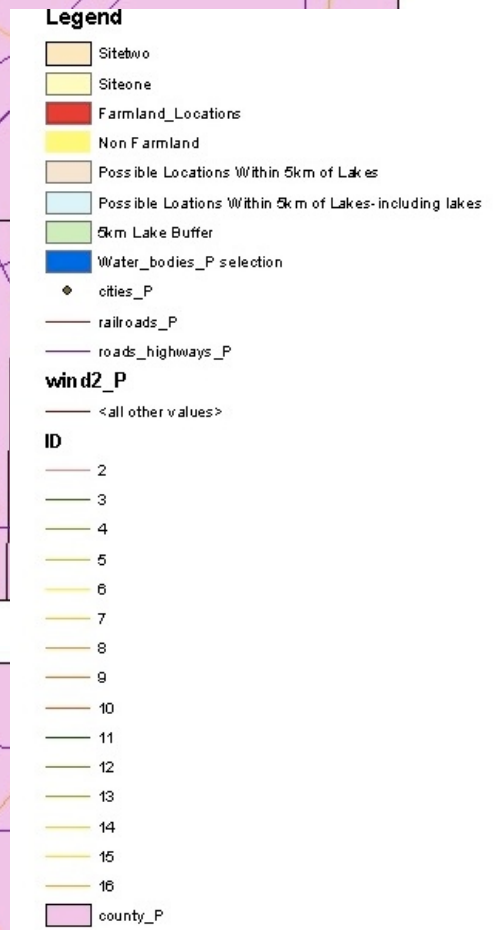 Legend
Sitetwo
Siteone
Farmland_Locations
Non Farmland
Possible Locations Within 5km of Lakes
Possible Loations Within 5km of Lakes-including lakes
5km Lake Buffer
Water_bodies_P selection
cities_P
railroads_P
roads_highways_P
wind2_P
<all other values>
ID
2
3
4
5
6
7
8
9
10
11
12
13
14
15
16
county_P